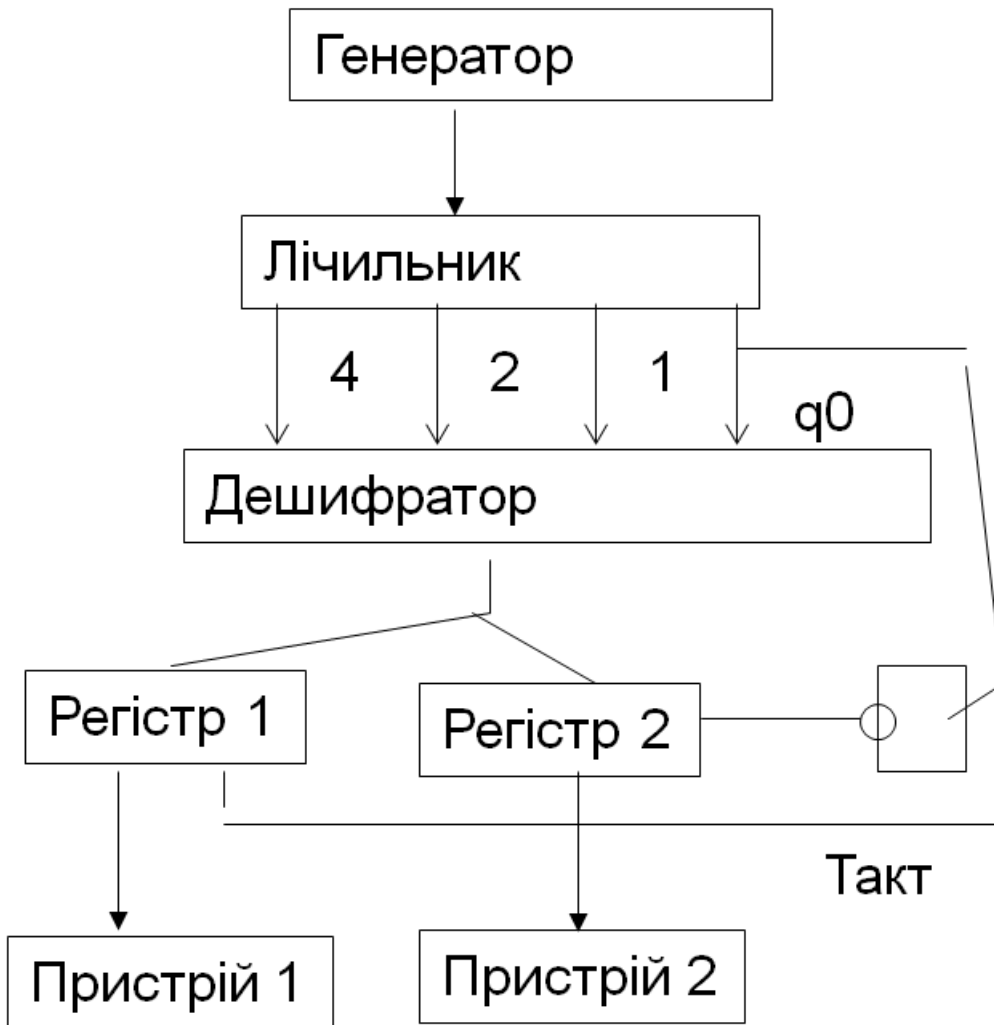 Генератор
Лічильник
4 2 1
q0
Дешифратор
Регістр 1
Регістр 2
Такт
Пристрій 1
Пристрій 2